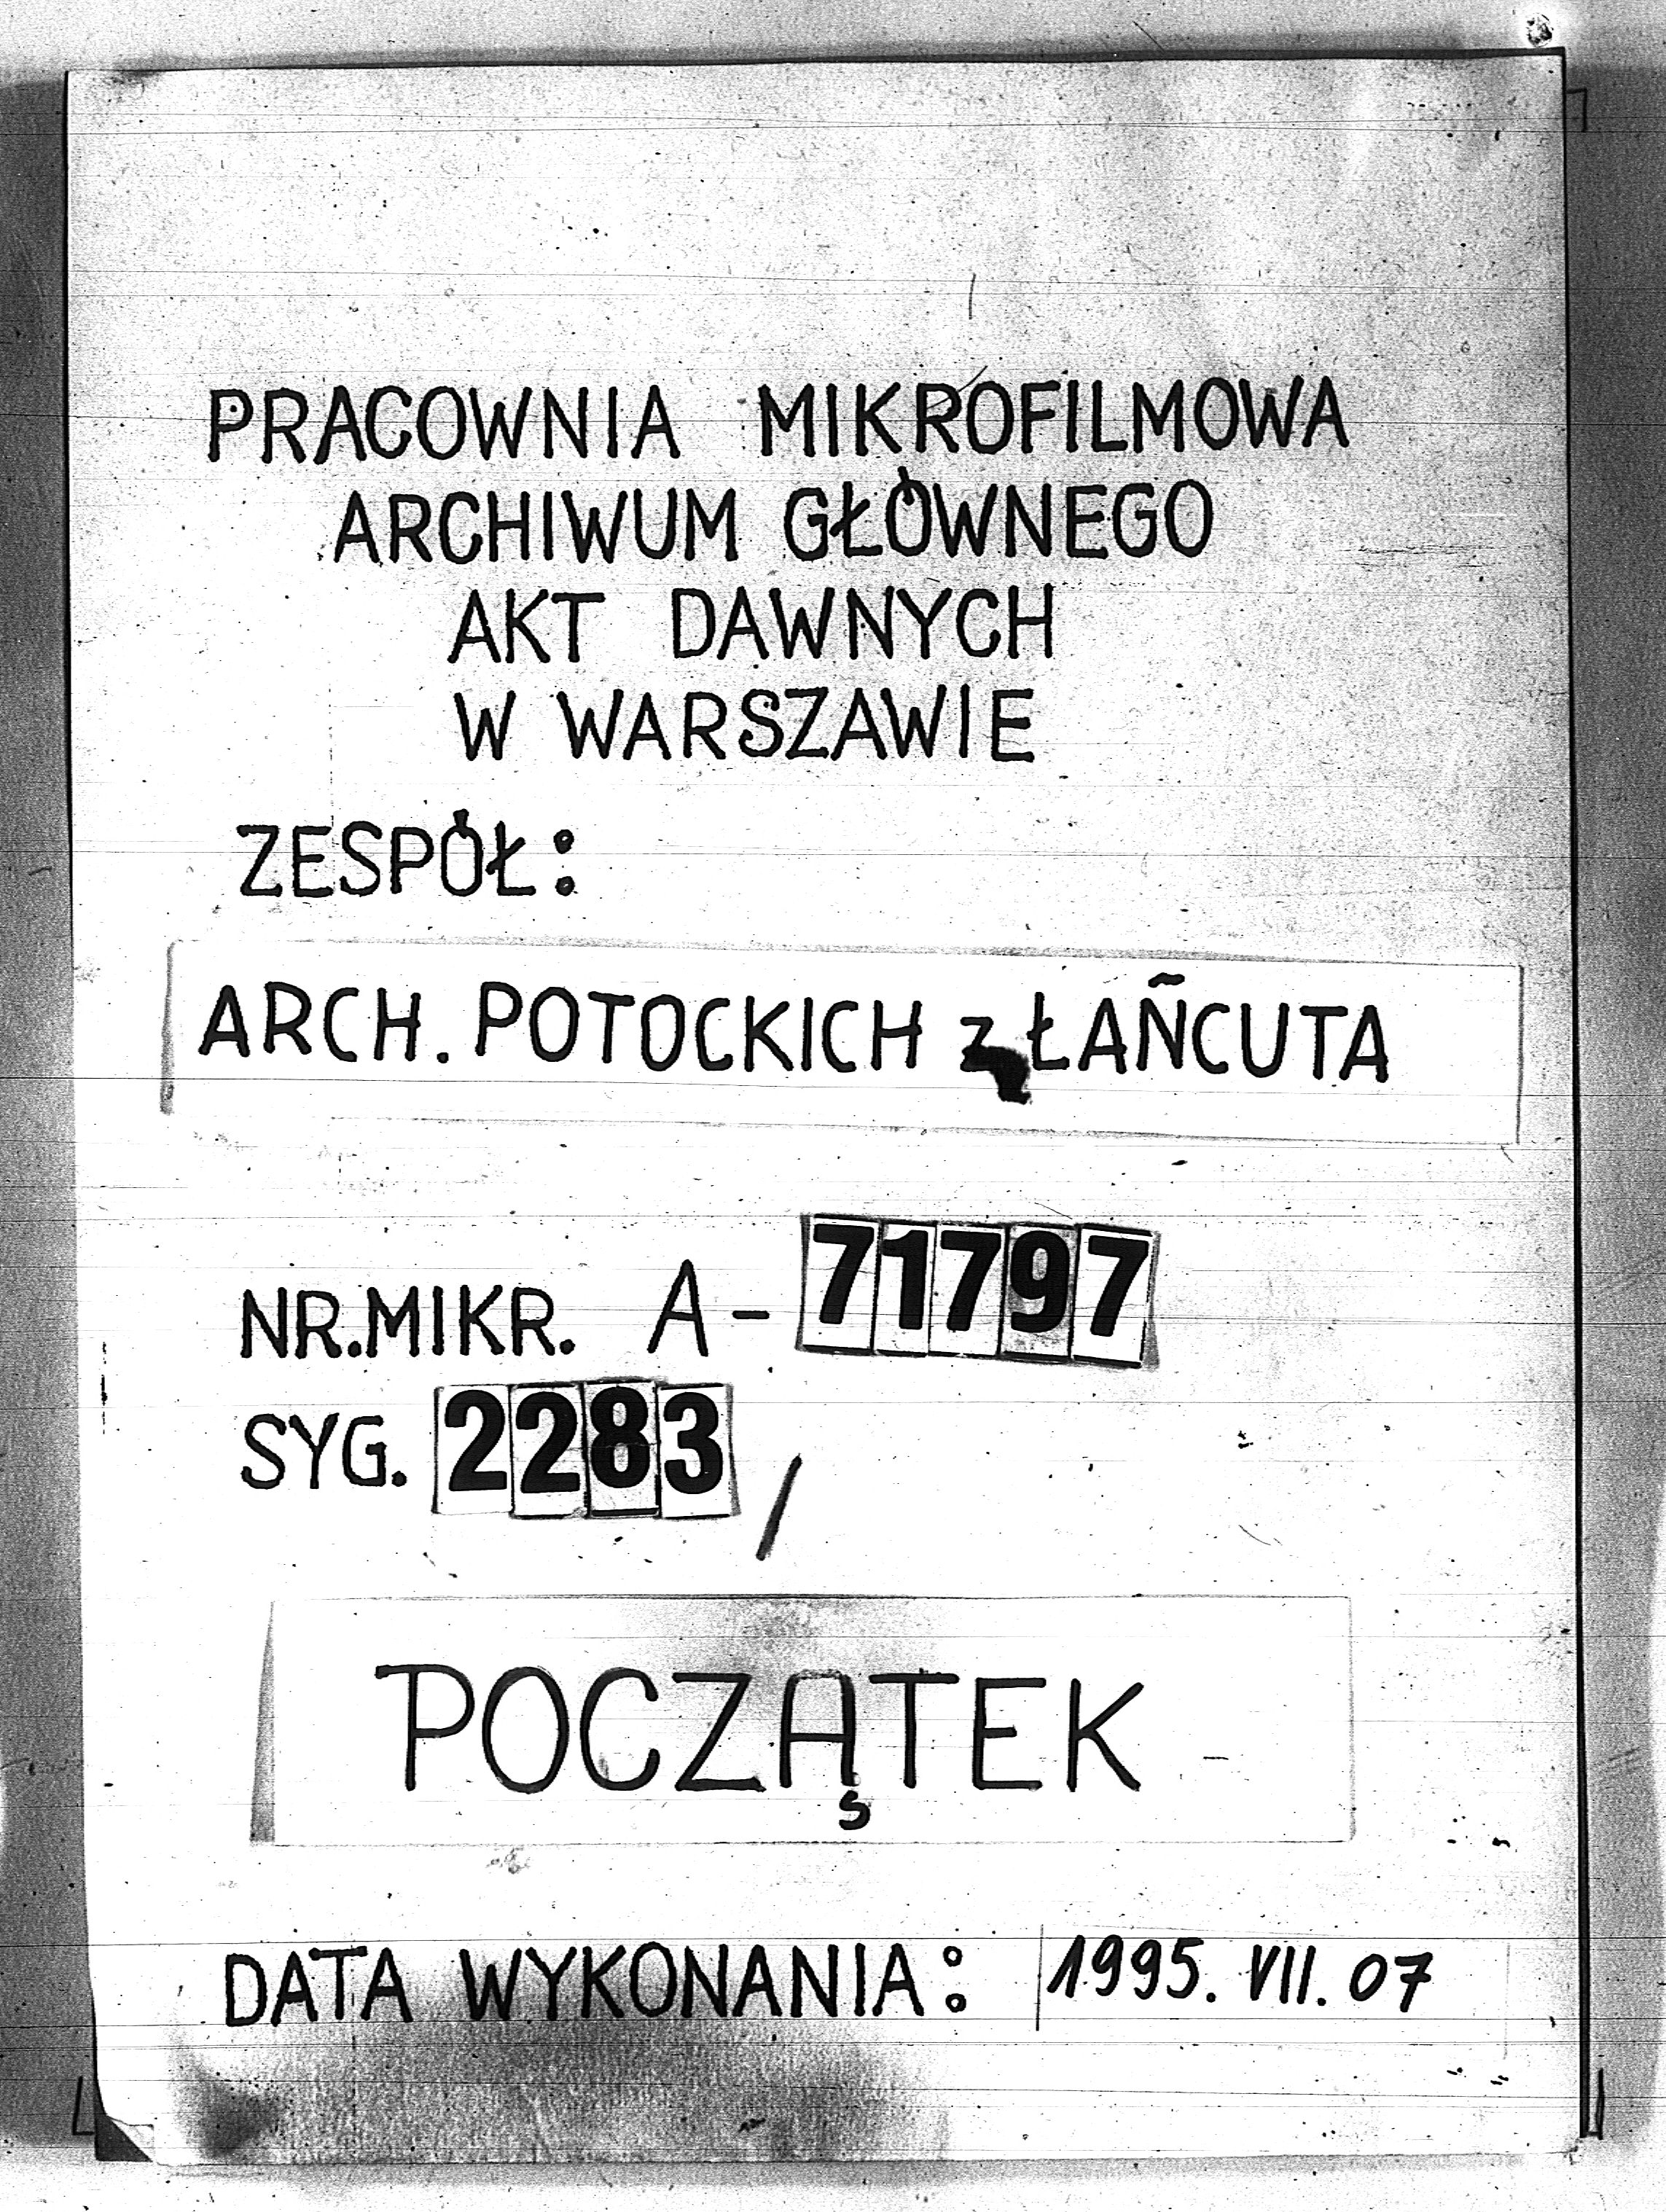 PRACOWNIA MIKROFILMOWA
ARCHIWUM GŁÓWNEGO
AKT DAWNYCH
W WARSZAWIE
ZESPÓŁ:
ARCH. POTOCKICH z ŁAŃCUTA
NR.MIKR. A-71797
SYG. 2283/
POCZĄTEK
DATA WYKONANIA: 1995. VII. 07